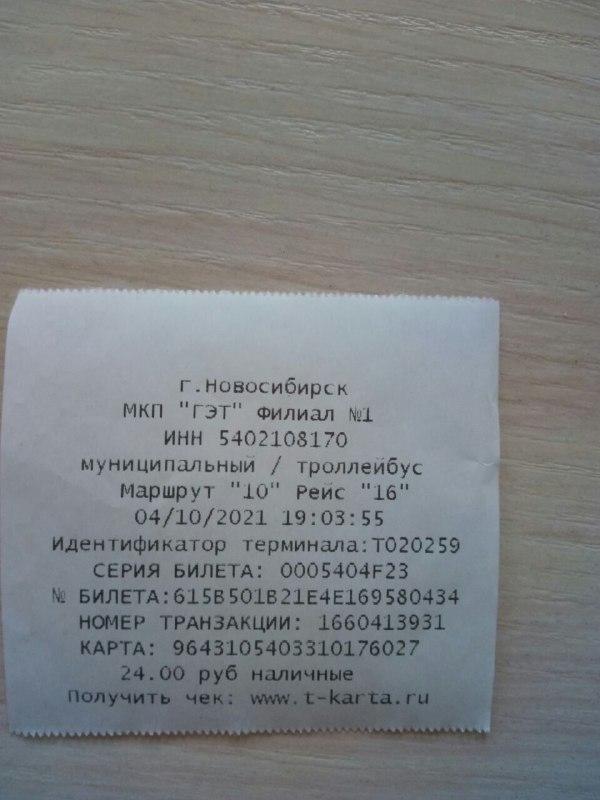 г.Новосибирск
МКП "ГЭТ" Филиал №1
ИНН 5402108170
муниципальный / троллейбус
Маршрут "10" Рейс "16"
04/10/2021 19:03:55
Идентификатор терминала:T020259
СЕРИЯ БИЛЕТА: 0005404F23
№ БИЛЕТА:615B501B21E4E169580434
НОМЕР ТРАНЗАКЦИИ: 1660413931
КАРТА: 9643105403310176027
24.00 руб наличные
Получить чек: www.t-karta.ru